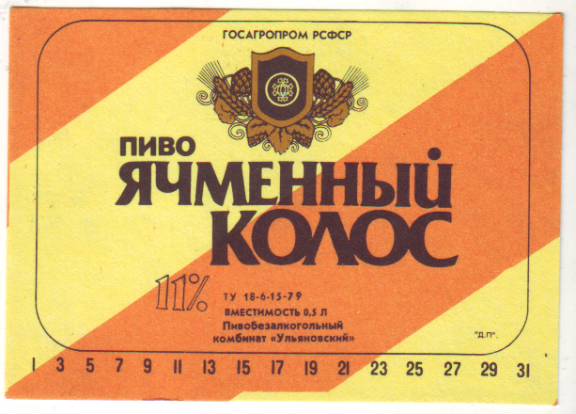 ГОСАГРОПРОМ РСФСР
ПИВО
ЯЧМЕННЫЙ
КОЛОС
11%
ТУ 18-6-15-79
ВМЕСТИМОСТЬ 0,5 Л
Пивобезалкогольный
комбинат «Ульяновский»
"Д.П".
1 3 5 7 9 11 13 15 17 19 21 23 25 27 29 31